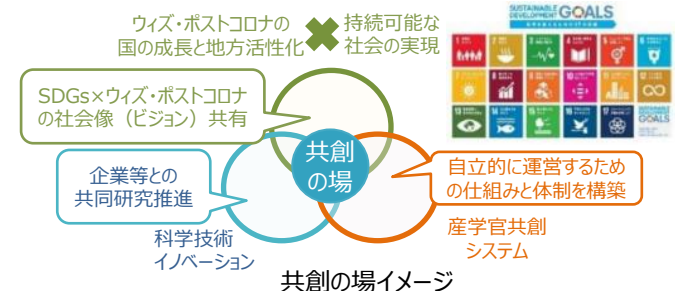 ウィズ・ポストコロナの
国の成長と地方活性化
✖
持続可能な
社会の実現
SUSTAINABLE
DEVELOPMENT GOALS
SDGs×ウィズ・ポストコロナ
の社会像（ビジョン）共有
共創
の場
企業等との
共同研究推進
自立的に運営するため
の仕組みと体制を構築
科学技術
イノベーション
産学官共創
システム
共創の場イメージ